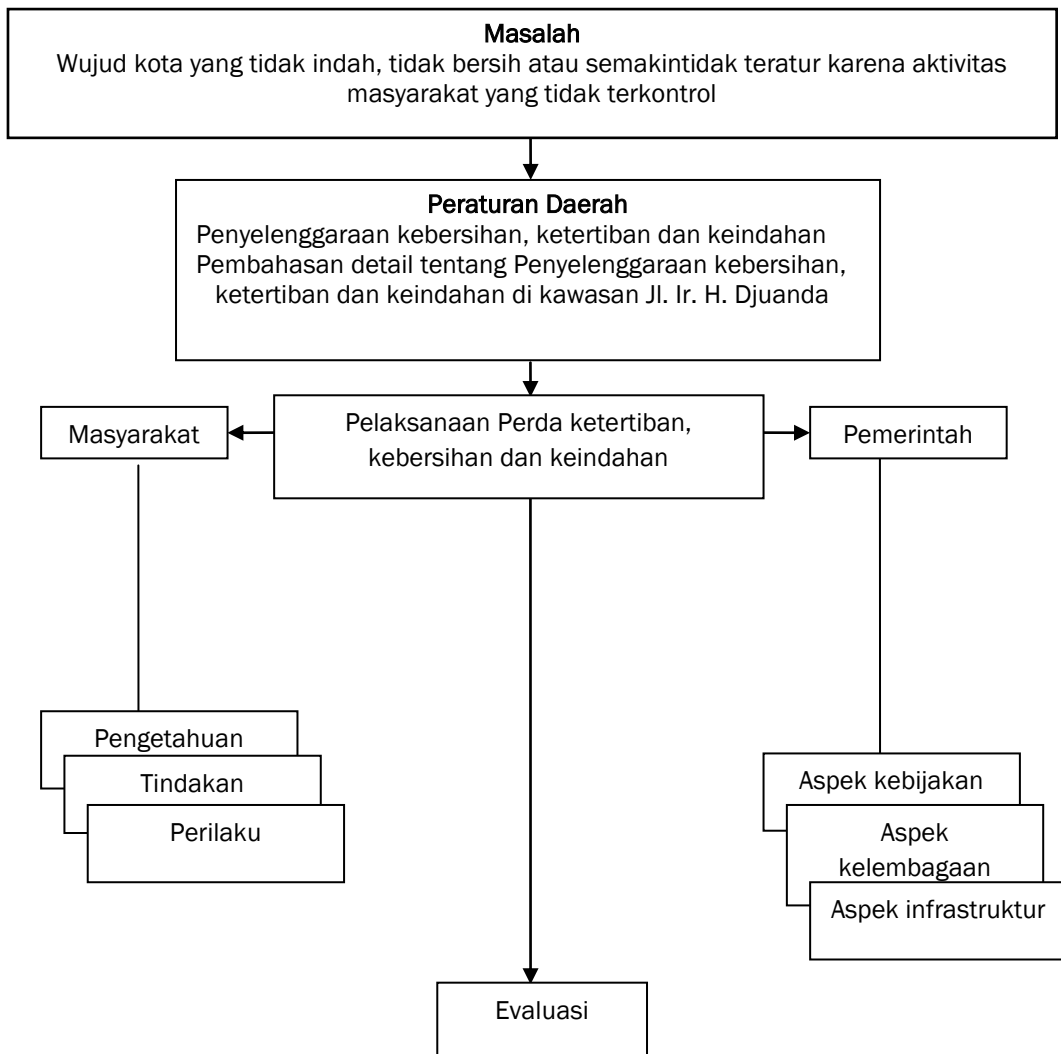 Masalah
Wujud kota yang tidak indah, tidak bersih atau semakintidak teratur karena aktivitas
masyarakat yang tidak terkontrol
Peraturan Daerah
Penyelenggaraan kebersihan, ketertiban dan keindahan
Pembahasan detail tentang Penyelenggaraan kebersihan,
ketertiban dan keindahan di kawasan Jl. Ir. H. Djuanda
Masyarakat
Pelaksanaan Perda ketertiban,
kebersihan dan keindahan
Pemerintah
Pengetahuan
Tindakan
Perilaku
Aspek kebijakan
Aspek
kelembagaan
Aspek infrastruktur
Evaluasi